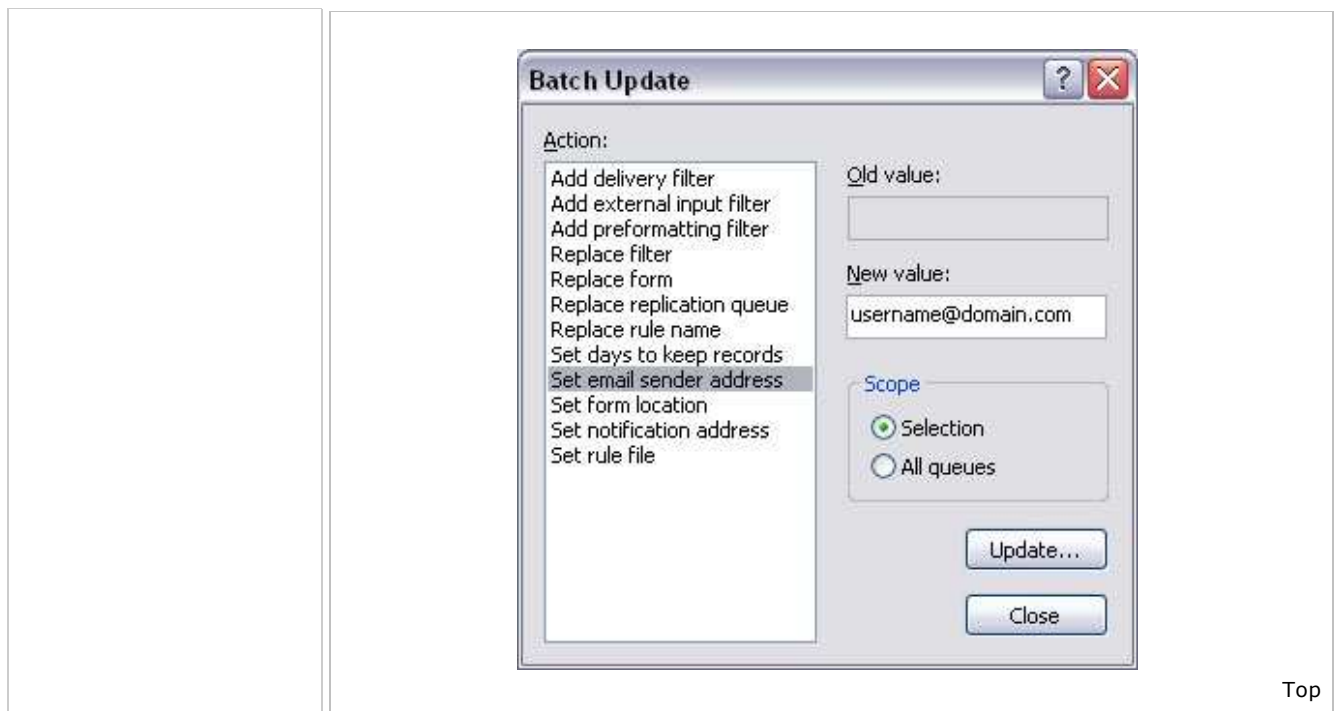 Batch Update
?
Action:
Add delivery filter
Add external input filter
Add preformatting filter
Replace filter
Replace form
Replace replication queue
Replace rule name
Set days to keep records
Set email sender address
Set form location
Set notification address
Set rule file
Old value:
New value:
username@domain.com
Scope
Selection
All queues
Update...
Close
Top